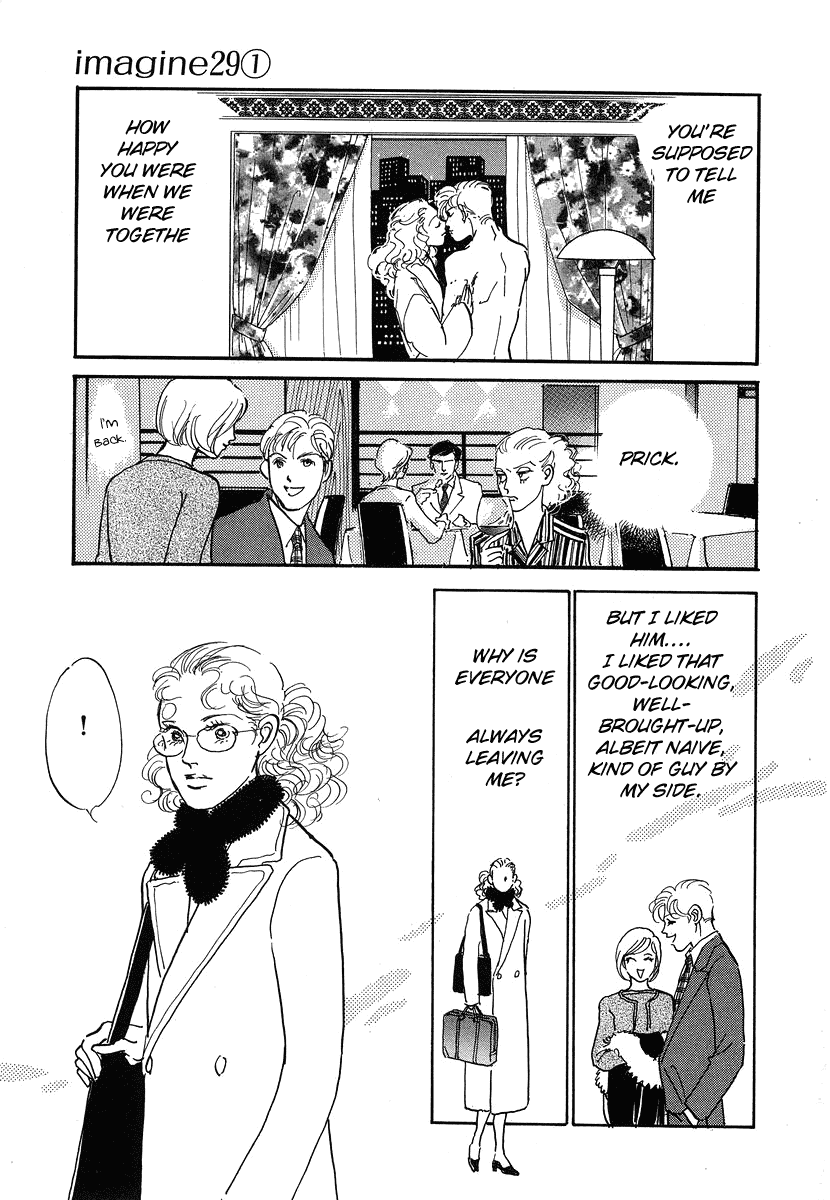 imagine29①
YOU'RE
SUPPOSED
TO TELL
ME
HOW
HAPPY
YOU WERE
WHEN WE
WERE
TOGETHE
PRICK.
I'M
BACK.
BUT I LIKED
HIM....
I LIKED THAT
GOOD-LOOKING,
WELL-
BROUGHT-UP,
ALBEIT NAIVE,
KIND OF GUY BY
MY SIDE.
WHY IS
EVERYONE
ALWAYS
LEAVING
ME?
!